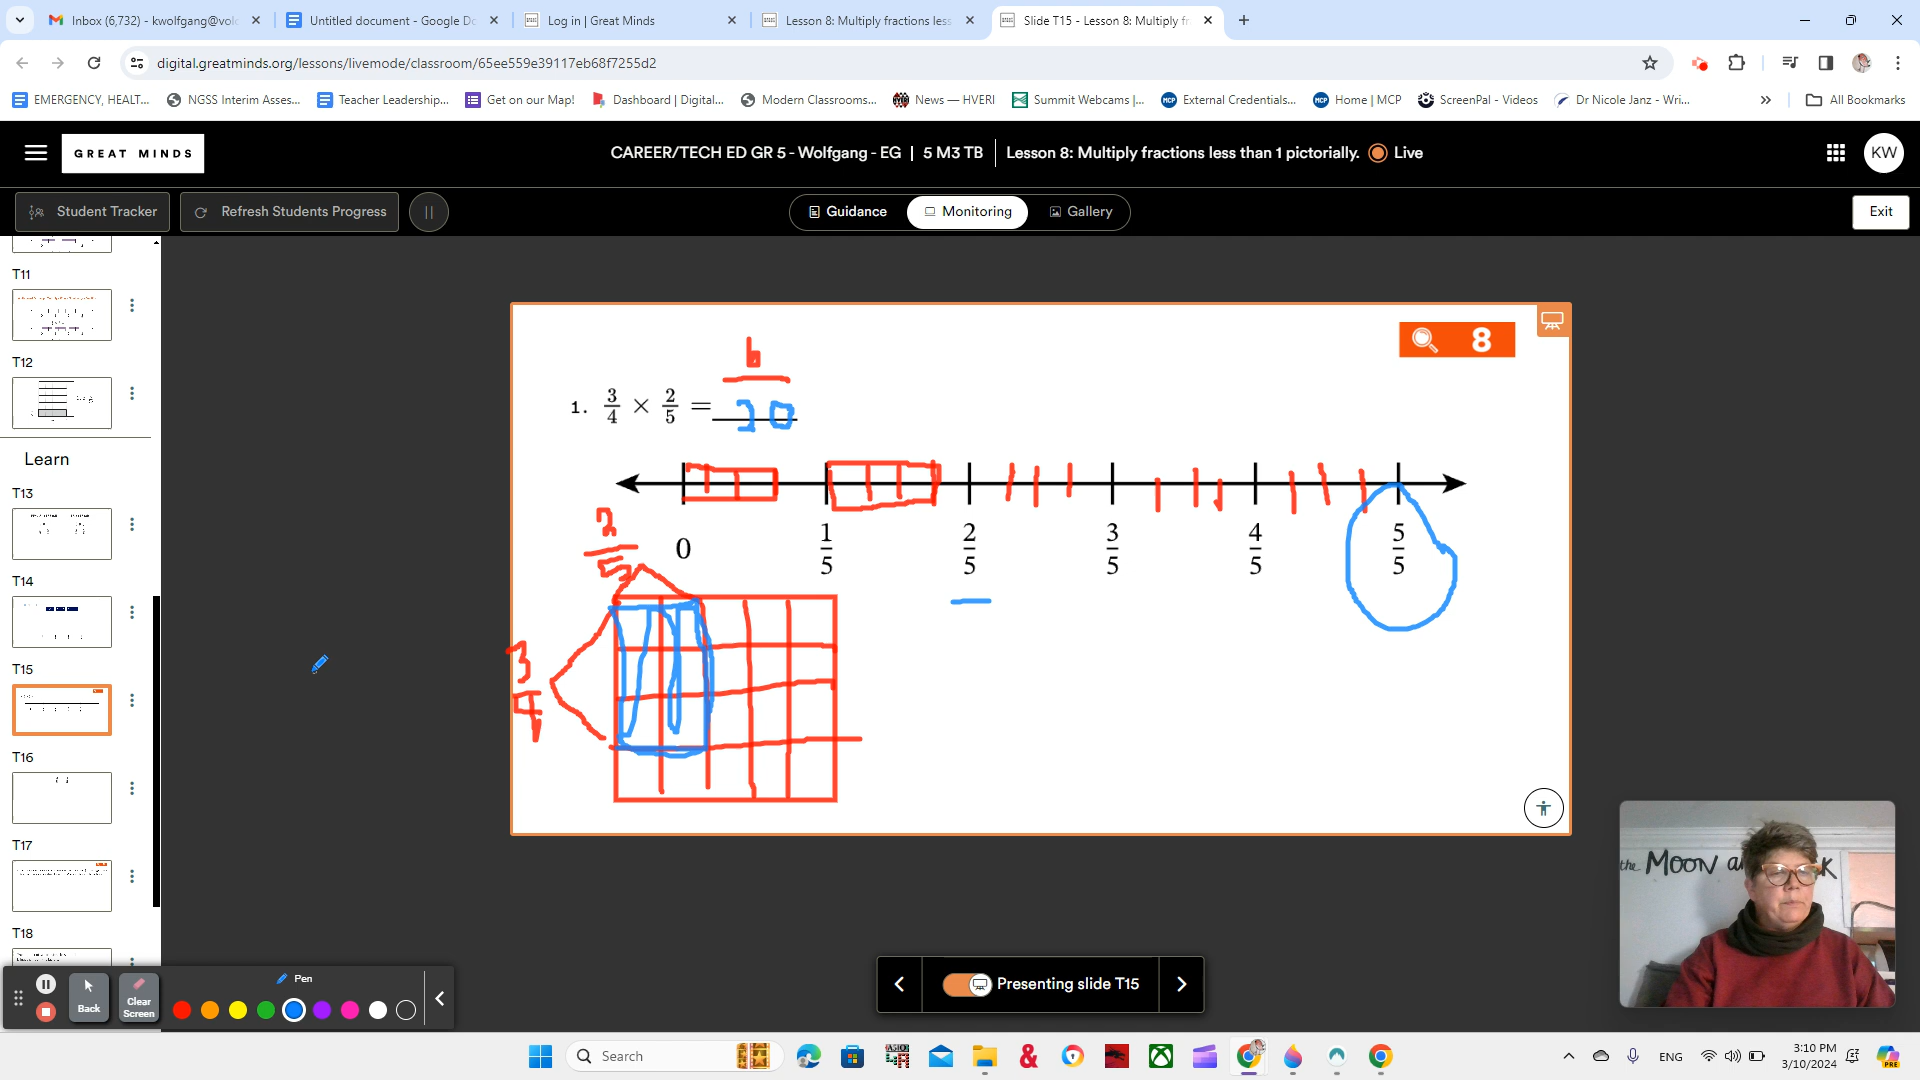 Inbox (6,732) - kwolfgang@volc
Untitled document - Google Do
Log in | Great Minds
Lesson 8: Multiply fractions less
Slide T15 - Lesson 8: Multiply fr
digital.greatminds.org/lessons/livemode/classroom/65ee559e39117eb68f7255d2
EMERGENCY, HEALT...
NGSS Interim Asses...
Teacher Leadership...
Get on our Map!
Dashboard | Digital...
Modern Classrooms...
News — HVERI
Summit Webcams |...
External Credentials...
Home | MCP
ScreenPal - Videos
Dr Nicole Janz - Wri...
»
All Bookmarks
GREAT MINDS
CAREER/TECH ED GR 5 - Wolfgang - EG | 5 M3 TB
Lesson 8: Multiply fractions less than 1 pictorially.
Live
KW
Student Tracker
Refresh Students Progress
Guidance
Monitoring
Gallery
Exit
T11
T12
Learn
T13
T14
T15
T16
T17
T18
8
6
1. 3/4 × 2/5 =
20
0 1/5 2/5 3/5 4/5 5/5
2/5
3/4
the MOON a K
Presenting slide T15
Pen
Back
Clear Screen
Search
ENG
3:10 PM
3/10/2024